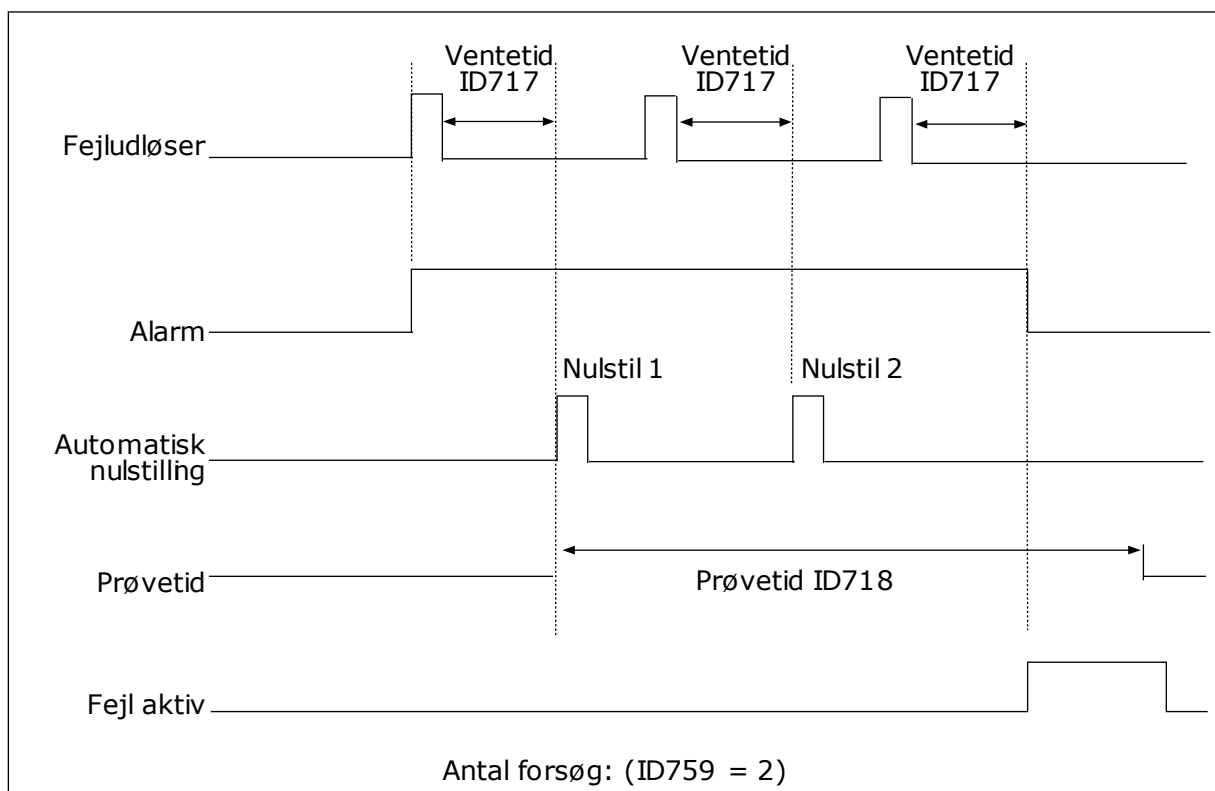 Ventetid
ID717
Ventetid
ID717
Ventetid
ID717
Fejludløser
Alarm
Nulstil 1
Nulstil 2
Automatisk
nulstilling
Prøvetid
Prøvetid ID718
Fejl aktiv
Antal forsøg: (ID759 = 2)